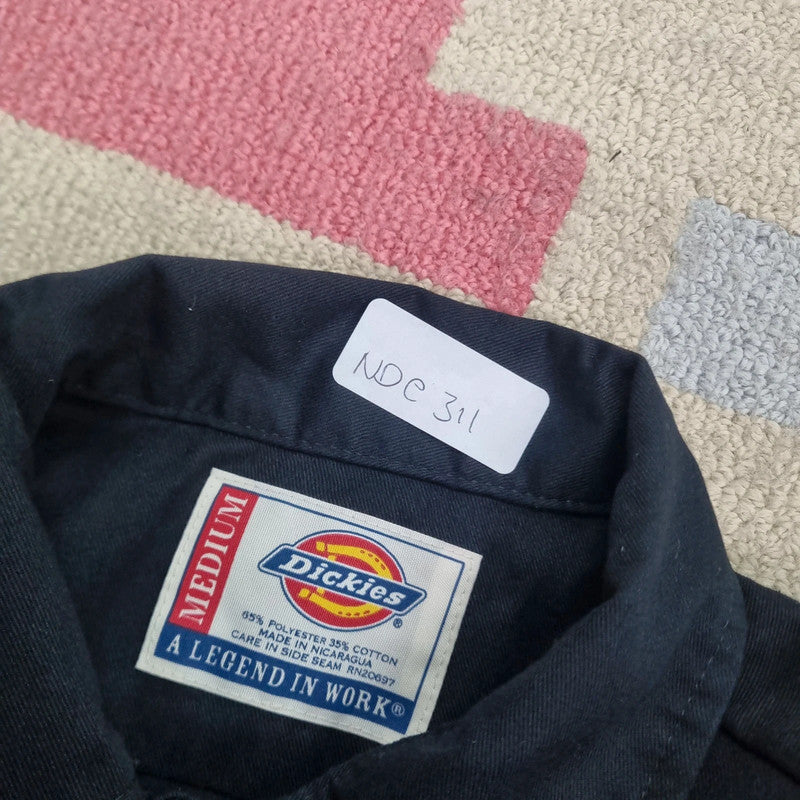 NDC 311
MEDIUM
Dickies®
65% POLYESTER 35% COTTON
MADE IN NICARAGUA
CARE IN SIDE SEAM RN20697
A LEGEND IN WORK®